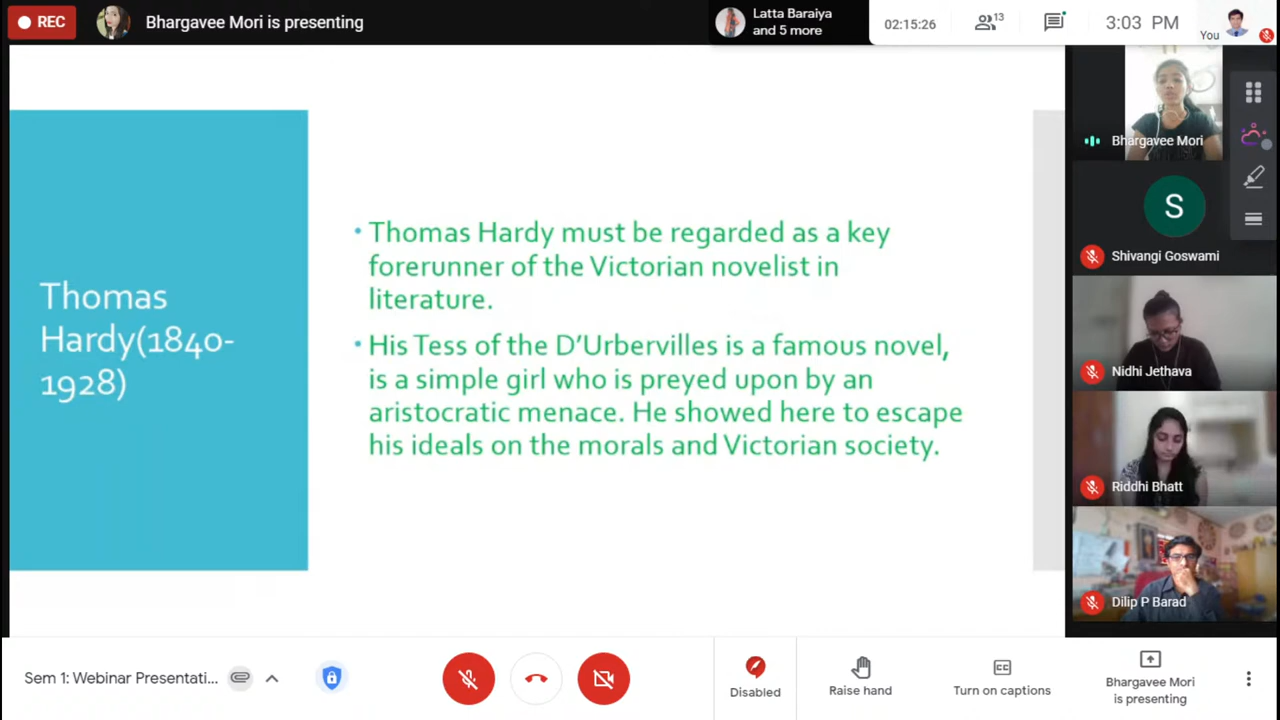 REC
Bhargavee Mori is presenting
Latta Baraiya
and 5 more
02:15:26
13
3:03 PM
You
Thomas
Hardy(1840-
1928)
• Thomas Hardy must be regarded as a key
forerunner of the Victorian novelist in
literature.
• His Tess of the D’Urbervilles is a famous novel,
is a simple girl who is preyed upon by an
aristocratic menace. He showed here to escape
his ideals on the morals and Victorian society.
Bhargavee Mori
S
Shivangi Goswami
Nidhi Jethava
Riddhi Bhatt
Dilip P Barad
Sem 1: Webinar Presentati...
Disabled
Raise hand
Turn on captions
Bhargavee Mori
is presenting